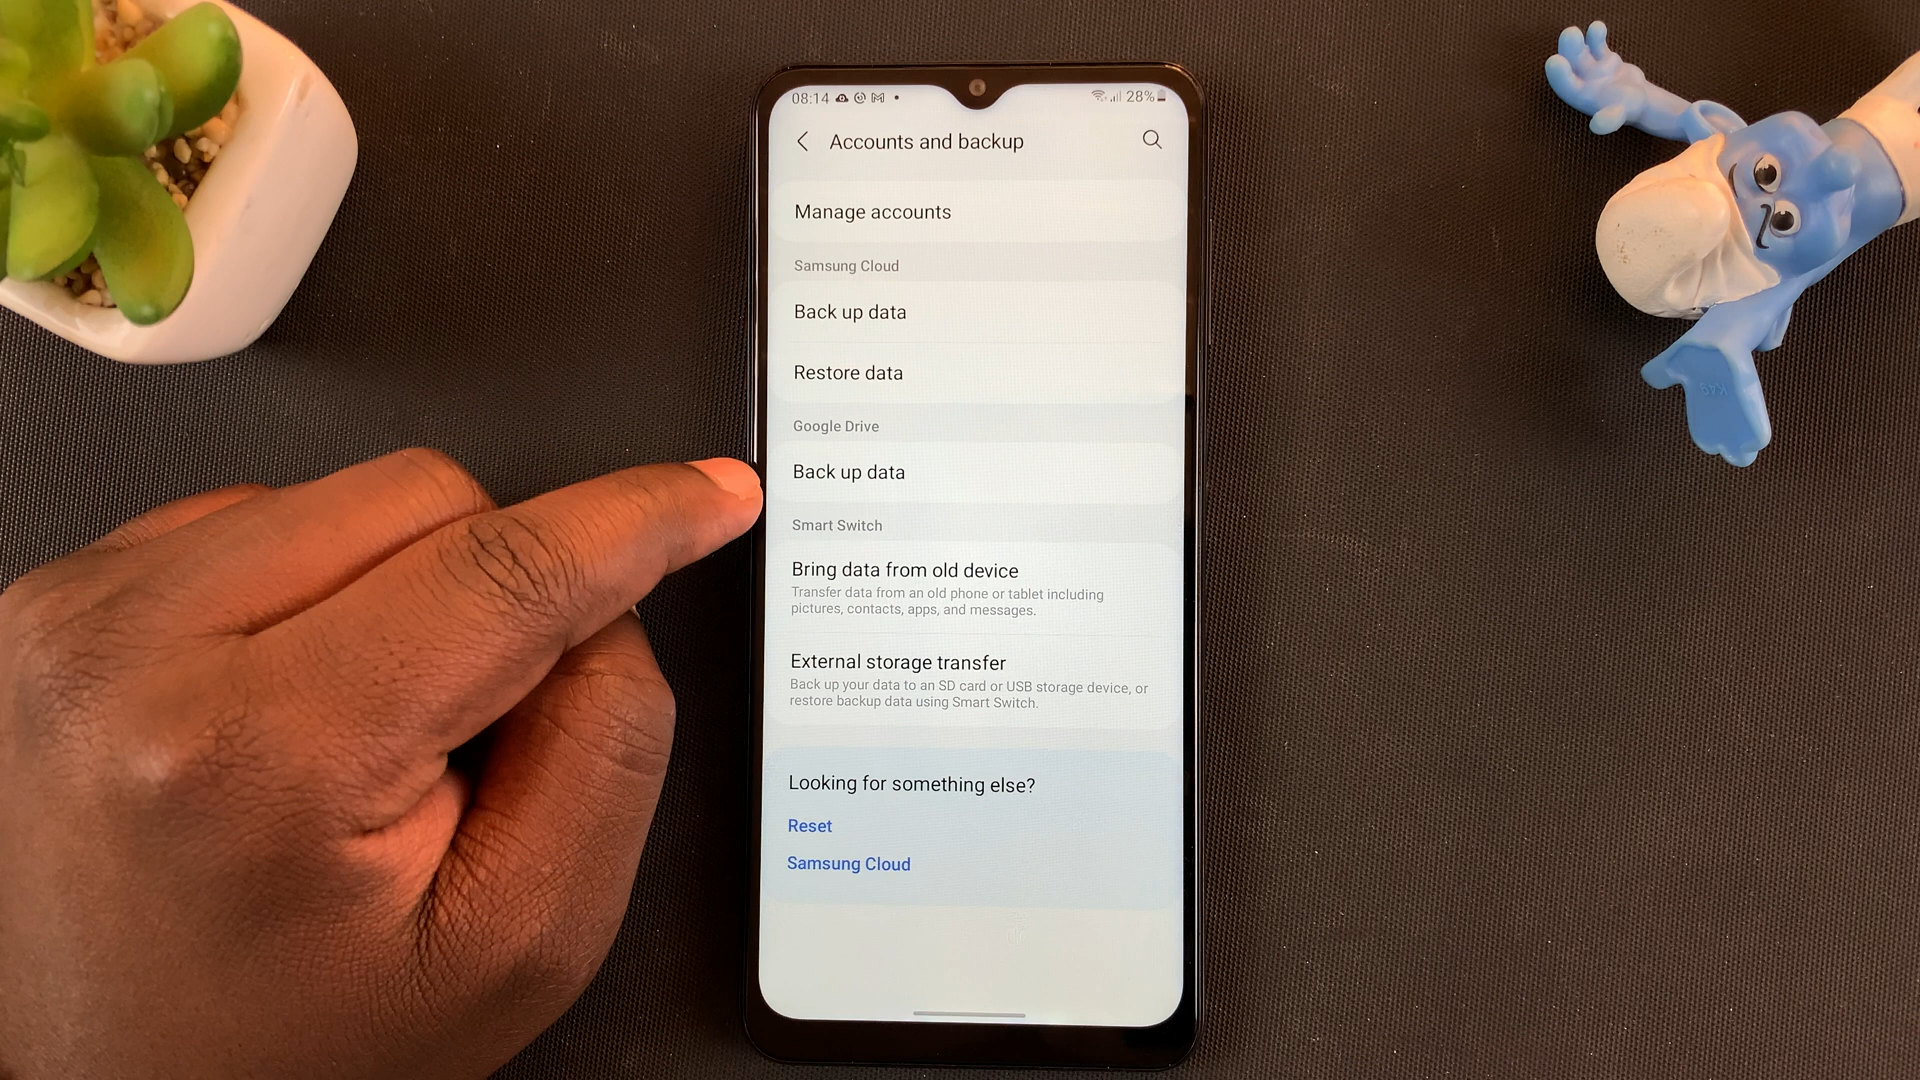 08:14
28%
Accounts and backup
Manage accounts
Samsung Cloud
Back up data
Restore data
Google Drive
Back up data
Smart Switch
Bring data from old device
Transfer data from an old phone or tablet including
pictures, contacts, apps, and messages.
External storage transfer
Back up your data to an SD card or USB storage device, or
restore backup data using Smart Switch.
Looking for something else?
Reset
Samsung Cloud